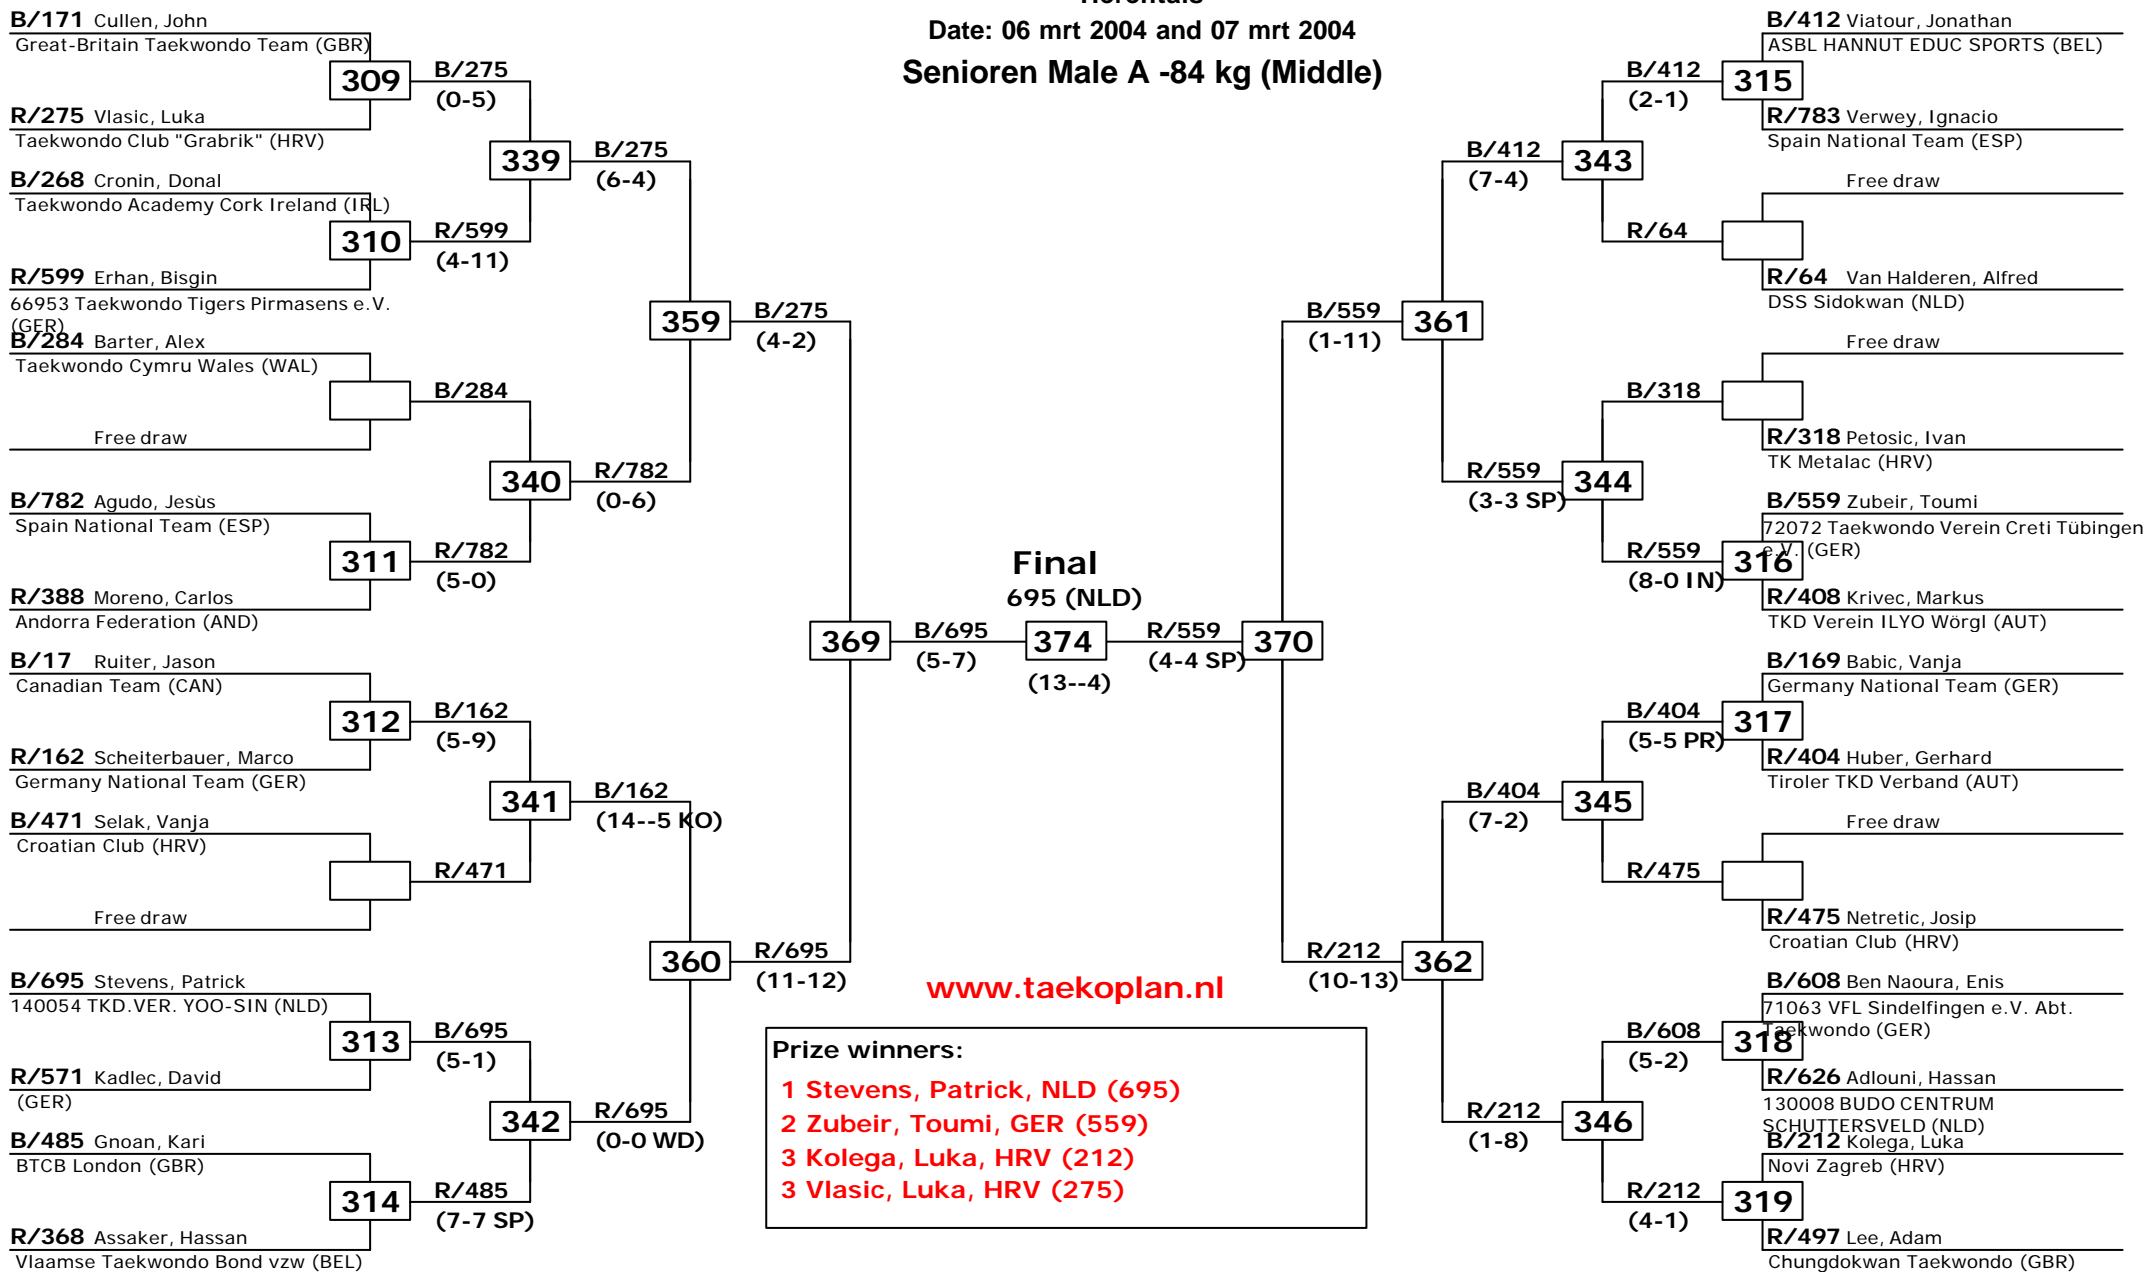 Herentals
Date: 06 mrt 2004 and 07 mrt 2004
Senioren Male A -84 kg (Middle)
B/171 Cullen, John
Great-Britain Taekwondo Team (GBR)
309
R/275 Vlasic, Luka
Taekwondo Club "Grabrik" (HRV)
B/268 Cronin, Donal
Taekwondo Academy Cork Ireland (IRL)
310
R/599 Erhan, Bisgin
66953 Taekwondo Tigers Pirmasens e.V.
(GER)
B/284 Barter, Alex
Taekwondo Cymru Wales (WAL)
Free draw
B/782 Agudo, Jesùs
Spain National Team (ESP)
311
R/388 Moreno, Carlos
Andorra Federation (AND)
B/17 Ruiter, Jason
Canadian Team (CAN)
312
R/162 Scheiterbauer, Marco
Germany National Team (GER)
B/471 Selak, Vanja
Croatian Club (HRV)
Free draw
B/695 Stevens, Patrick
140054 TKD.VER. YOO-SIN (NLD)
313
R/571 Kadlec, David
(GER)
B/485 Gnoan, Kari
BTCB London (GBR)
314
R/368 Assaker, Hassan
Vlaamse Taekwondo Bond vzw (BEL)
B/275
(0-5)
339
R/599
(4-11)
B/284
340
R/782
(5-0)
B/162
(5-9)
341
R/471
B/695
(5-1)
342
R/485
(7-7 SP)
B/275
(6-4)
359
R/782
(0-6)
B/162
(14--5 KO)
360
R/695
(0-0 WD)
B/275
(4-2)
369
R/695
(11-12)
Final
695 (NLD)
B/695
(5-7)
374
(13--4)
R/559
(4-4 SP)
370
B/559
(1-11)
R/212
(10-13)
361
362
B/412
(7-4)
343
R/559
(3-3 SP)
344
B/404
(7-2)
345
R/212
(1-8)
346
B/412
(2-1)
R/64
B/318
R/559
(8-0 IN)
B/404
(5-5 PR)
R/475
B/608
(5-2)
R/212
(4-1)
B/412 Viatour, Jonathan
ASBL HANNUT EDUC SPORTS (BEL)
315
R/783 Verwey, Ignacio
Spain National Team (ESP)
Free draw
R/64 Van Halderen, Alfred
DSS Sidokwan (NLD)
Free draw
R/318 Petosic, Ivan
TK Metalac (HRV)
B/559 Zubeir, Toumi
72072 Taekwondo Verein Creti Tübingen
e.V. (GER)
316
R/408 Krivec, Markus
TKD Verein ILYO Wörgl (AUT)
B/169 Babic, Vanja
Germany National Team (GER)
317
R/404 Huber, Gerhard
Tiroler TKD Verband (AUT)
Free draw
R/475 Netretic, Josip
Croatian Club (HRV)
B/608 Ben Naoura, Enis
71063 VFL Sindelfingen e.V. Abt.
Taekwondo (GER)
318
R/626 Adlouni, Hassan
130008 BUDO CENTRUM
SCHUTTERSVELD (NLD)
B/212 Kolega, Luka
Novi Zagreb (HRV)
319
R/497 Lee, Adam
Chungdokwan Taekwondo (GBR)
www.taekoplan.nl
Prize winners:
1 Stevens, Patrick, NLD (695)
2 Zubeir, Toumi, GER (559)
3 Kolega, Luka, HRV (212)
3 Vlasic, Luka, HRV (275)